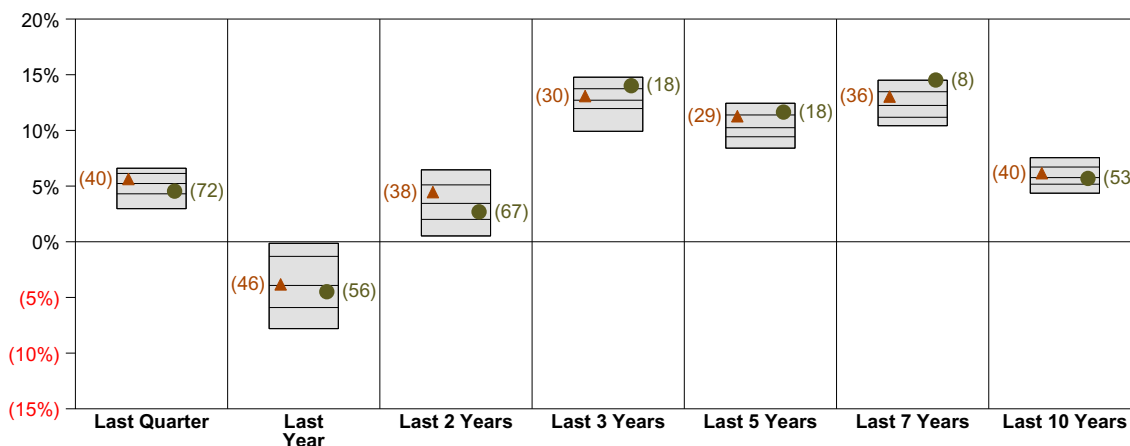 20%
15%
10%
5%
0%
(5%)
(10%)
(15%)
(40)
(72)
(46)
(56)
(38)
(67)
(30)
(18)
(29)
(18)
(36)
(8)
(40)
(53
Last Quarter
Last
Year
Last 2 Years
Last 3 Years
Last 5 Years
Last 7 Years
Last 10 Years